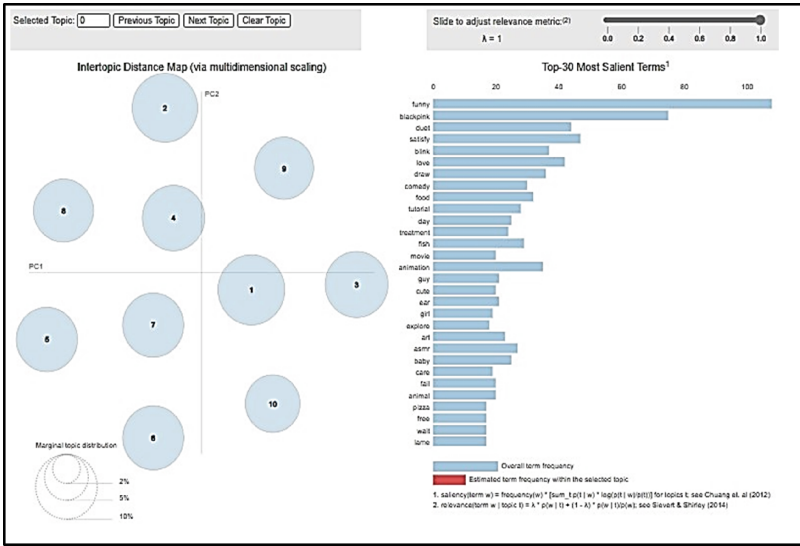 Selected Topic: 0 Previous Topic Next Topic Clear Topic
Slide to adjust relevance metric:(2)
λ = 1
0.0 0.2 0.4 0.6 0.8 1.0
Intertopic Distance Map (via multidimensional scaling)
PC2
PC1
2
9
8
4
1
3
7
5
10
6
Marginal topic distribution
2%
5%
10%
Top-30 Most Salient Terms1
0 20 40 60 80 100
funny
blackpink
duet
satisfy
blink
love
draw
comedy
food
tutorial
day
treatment
fish
movie
animation
guy
cute
ear
girl
explore
art
asmr
baby
care
fail
animal
pizza
free
wait
lame
Overall term frequency
Estimated term frequency within the selected topic
1. saliency(term w) = frequency(w) * [sum_t p(t | w) * log(p(t | w)/p(t))] for topics t; see Chuang et. al (2012)
2. relevance(term w | topic t) = λ * p(w | t) + (1 - λ) * p(w | t)/p(w); see Sievert & Shirley (2014)